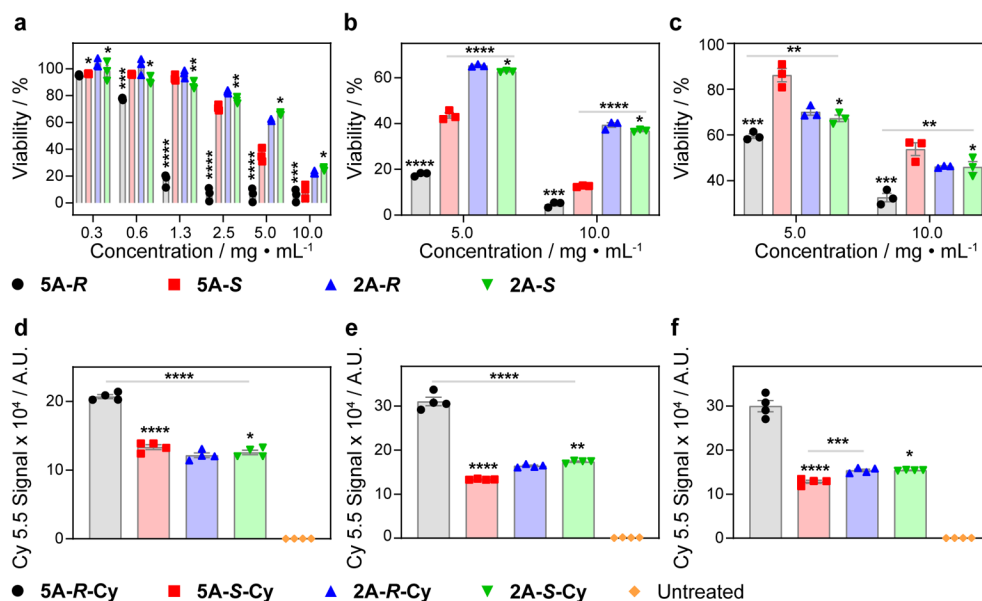 a
b
c
Viability / %
100
80
60
40
20
0
0.3 0.6 1.3 2.5 5.0 10.0
Concentration / mg • mL⁻¹
*** **** **** **** ***
* * * ** ** * *
Viability / %
60
40
20
0
5.0 10.0
Concentration / mg • mL⁻¹
**** **** * *** **** *
Viability / %
100
80
60
40
5.0 10.0
Concentration / mg • mL⁻¹
*** ** * *** ** *
5A-R 5A-S 2A-R 2A-S
d
e
f
Cy 5.5 Signal x 10⁴ / A.U.
20
10
0
****
**** *
Cy 5.5 Signal x 10⁴ / A.U.
30
20
10
0
****
**** **
Cy 5.5 Signal x 10⁴ / A.U.
30
20
10
0
***
**** *
5A-R-Cy 5A-S-Cy 2A-R-Cy 2A-S-Cy Untreated